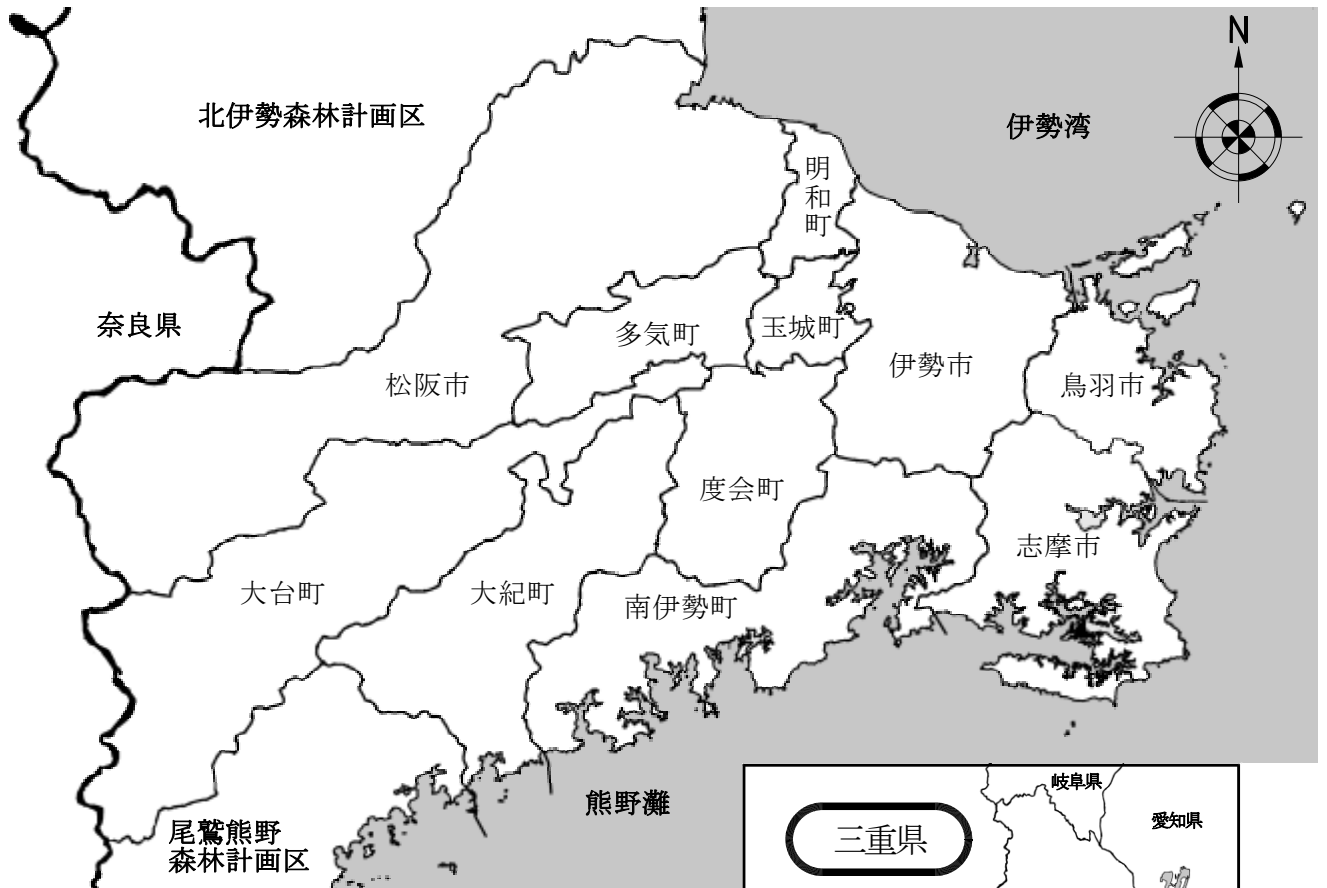 N
北伊勢森林計画区
伊勢湾
明和町
奈良県
多気町
玉城町
松阪市
伊勢市
鳥羽市
度会町
志摩市
大台町
大紀町
南伊勢町
熊野灘
尾鷲熊野
森林計画区
岐阜県
愛知県
三重県